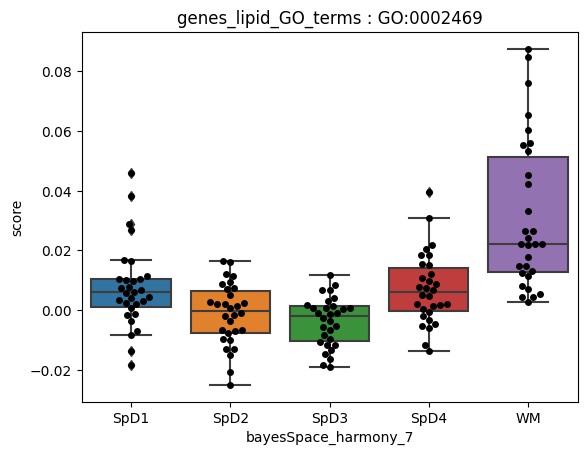 genes_lipid_GO_terms : GO:0002469
0.08
0.06
0.04
0.02
0.00
−0.02
score
SpD1 SpD2 SpD3 SpD4 WM
bayesSpace_harmony_7